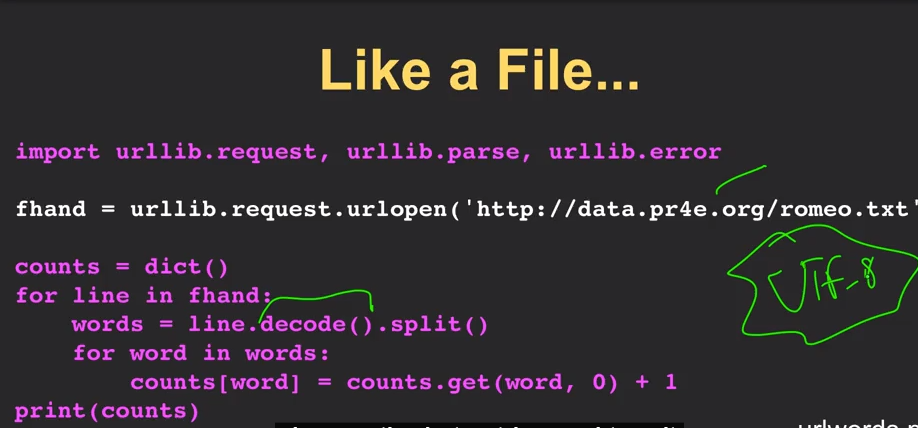 Like a File...
import urllib.request, urllib.parse, urllib.error
fhand = urllib.request.urlopen('http://data.pr4e.org/romeo.txt'
counts = dict()
for line in fhand:
    words = line.decode().split()
    for word in words:
        counts[word] = counts.get(word, 0) + 1
print(counts)
UTF-8